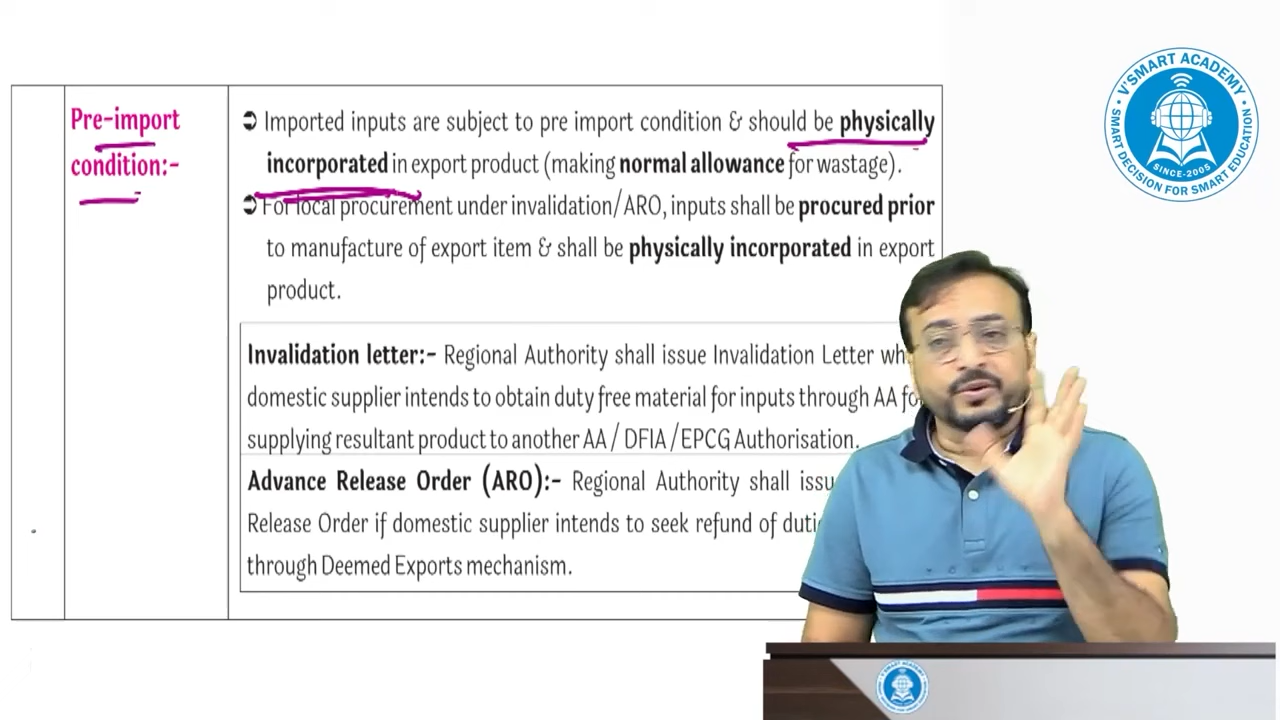 Pre-import
condition:-
➲ Imported inputs are subject to pre import condition & should be physically
incorporated in export product (making normal allowance for wastage).
➲ For local procurement under invalidation/ARO, inputs shall be procured prior
to manufacture of export item & shall be physically incorporated in export
product.
Invalidation letter:- Regional Authority shall issue Invalidation Letter
domestic supplier intends to obtain duty free material for inputs through AA
supplying resultant product to another AA / DFIA /EPCG Authorisation.
Advance Release Order (ARO):- Regional Authority shall
Release Order if domestic supplier intends to seek refund of
through Deemed Exports mechanism.
V'SMART ACADEMY
SMART DECISION FOR SMART EDUCATION
SINCE-2005